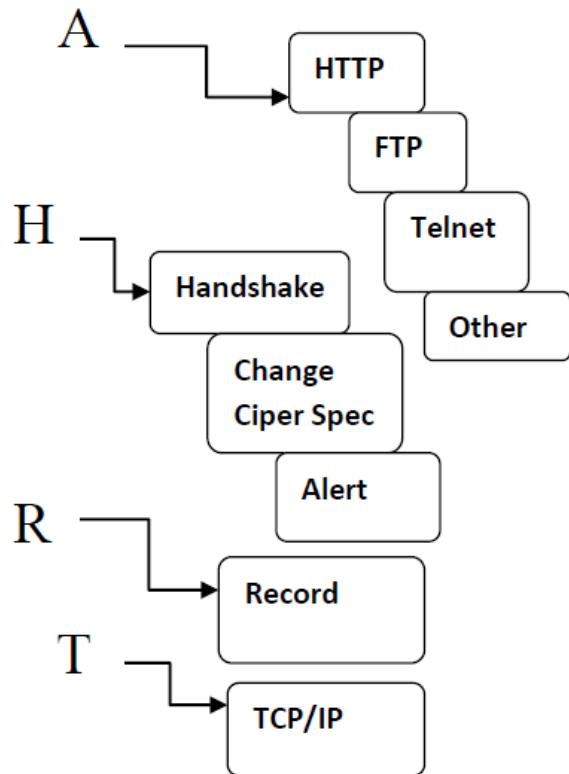 A
HTTP
FTP
Telnet
H
Handshake
Other
Change
Ciper Spec
Alert
R
Record
T
TCP/IP